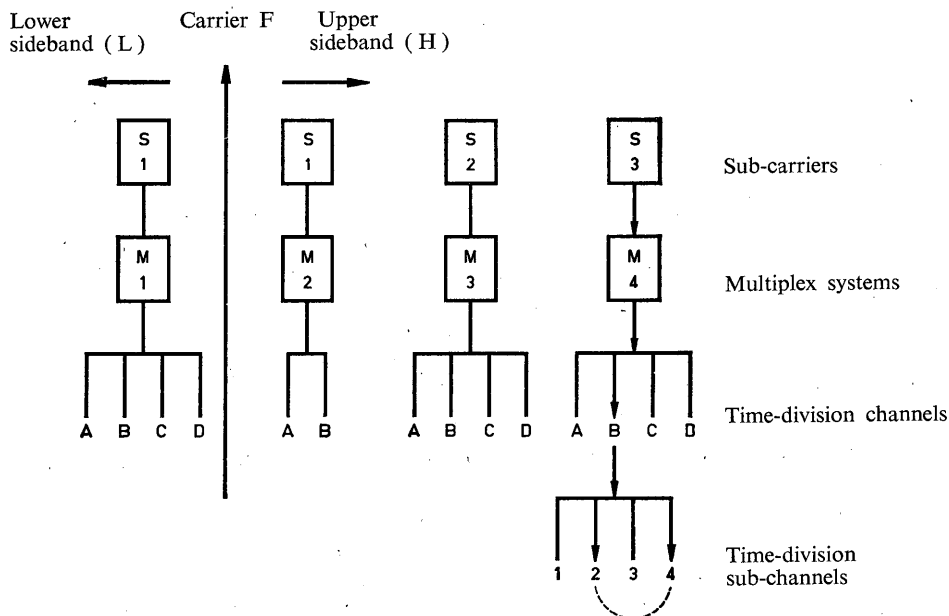 Lower
sideband ( L )
Carrier F
Upper
sideband ( H )
S
1
S
1
S
2
S
3
Sub-carriers
M
1
M
2
M
3
M
4
Multiplex systems
A B C D
A B
A B C D
A B C D
Time-division channels
1 2 3 4
Time-division
sub-channels